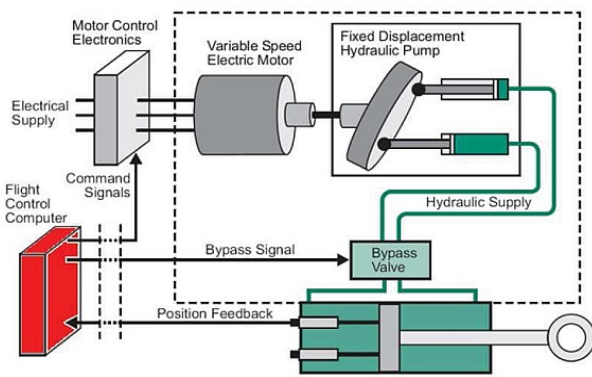 Motor Control
Electronics
Variable Speed
Electric Motor
Fixed Displacement
Hydraulic Pump
Electrical
Supply
Command
Signals
Flight
Control
Computer
Hydraulic Supply
Bypass Signal
Bypass
Valve
Position Feedback